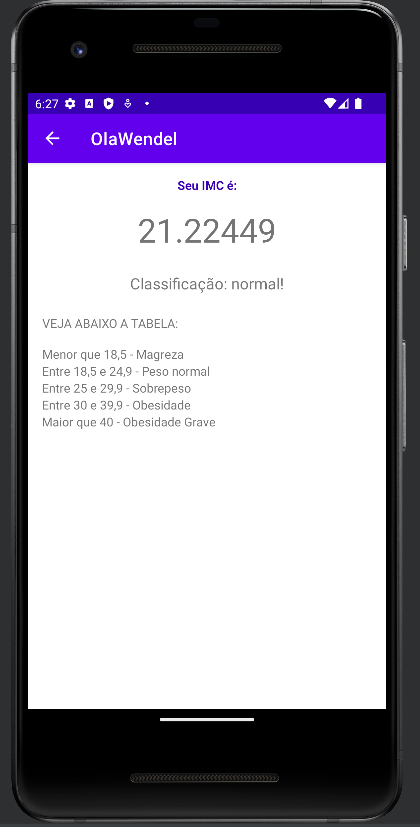 6:27
OlaWendel
Seu IMC é:
21.22449
Classificação: normal!
VEJA ABAIXO A TABELA:
Menor que 18,5 - Magreza
Entre 18,5 e 24,9 - Peso normal
Entre 25 e 29,9 - Sobrepeso
Entre 30 e 39,9 - Obesidade
Maior que 40 - Obesidade Grave